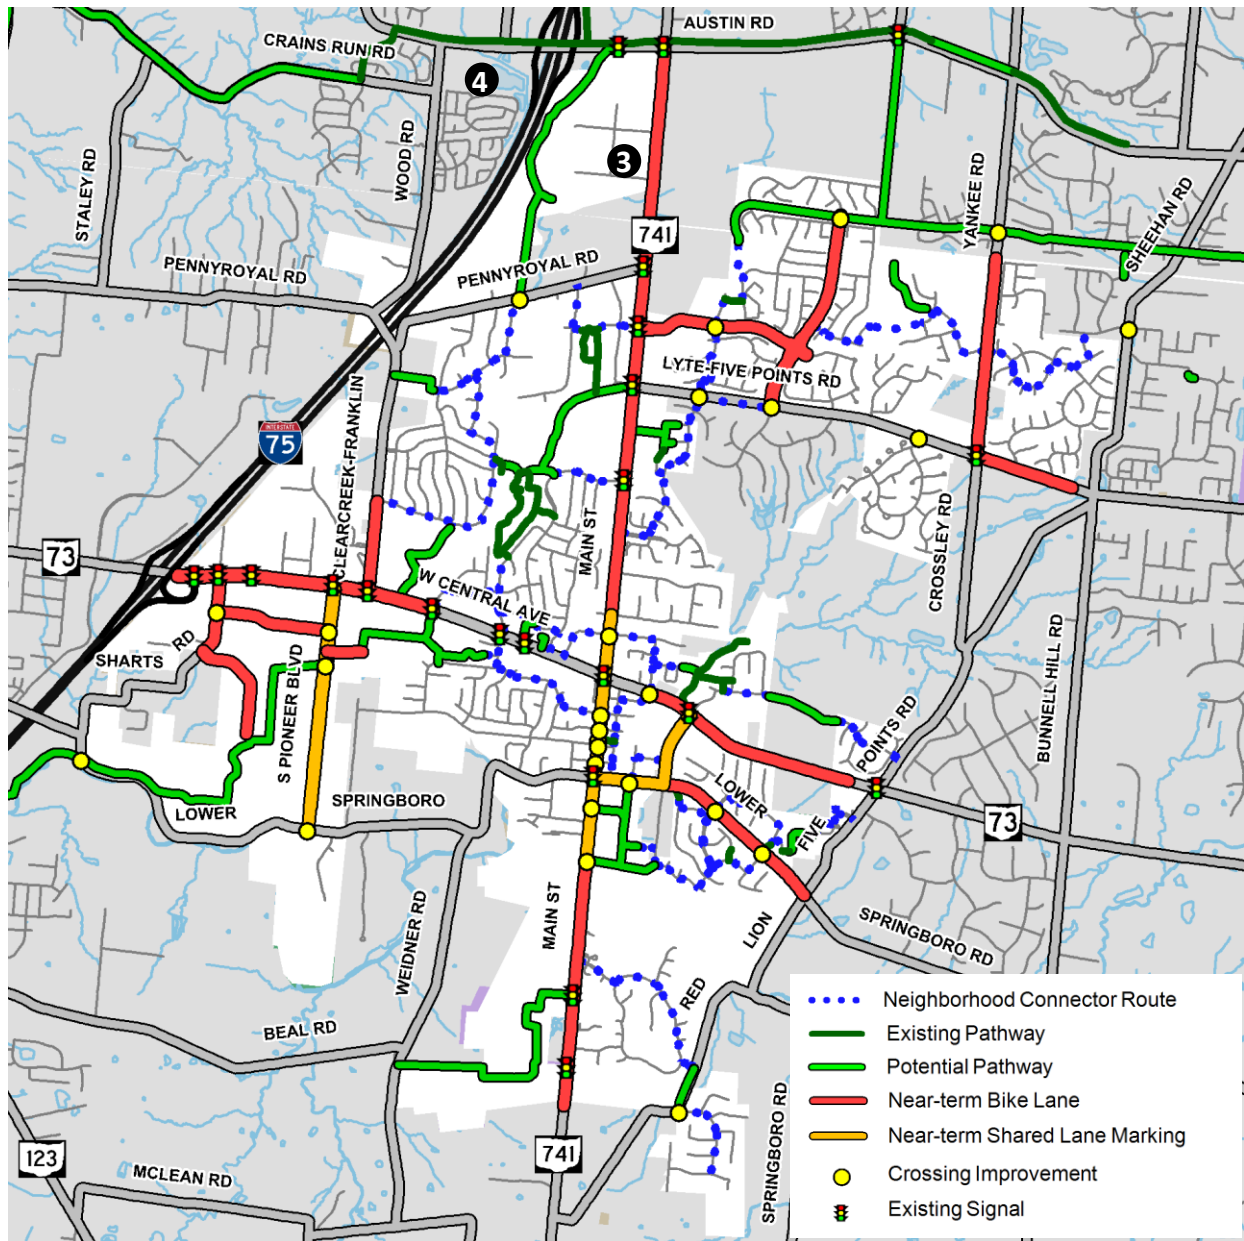 AUSTIN RD
CRAINS RUN RD
4
3
WOOD RD
STALEY RD
YANKEE RD
SHEEHAN RD
741
PENNYROYAL RD
PENNYROYAL RD
LYTE-FIVE POINTS RD
CLEARCREEK-FRANKLIN
INTERSTATE
75
MAIN ST
CROSSLEY RD
73
W CENTRAL AVE
BUNNELL HILL RD
SHARTS RD
S PIONEER BLVD
POINTS RD
LOWER
SPRINGBORO
LOWER
FIVE
73
MAIN ST
WEIDNER RD
LION
SPRINGBORO RD
RED
BEAL RD
SPRINGBORO RD
123
MCLEAN RD
741
Neighborhood Connector Route
Existing Pathway
Potential Pathway
Near-term Bike Lane
Near-term Shared Lane Marking
Crossing Improvement
Existing Signal